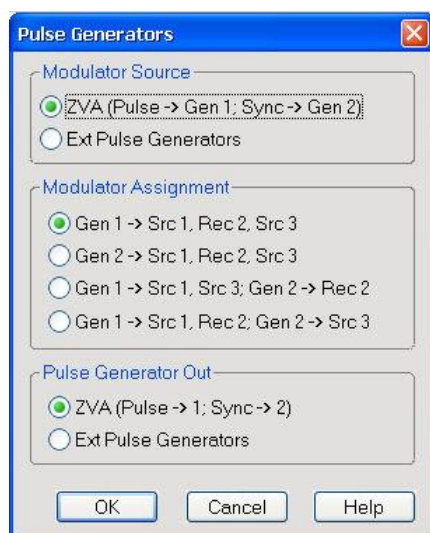 Pulse Generators
Modulator Source
ZVA (Pulse -> Gen 1; Sync -> Gen 2)
Ext Pulse Generators
Modulator Assignment
Gen 1 -> Src 1, Rec 2, Src 3
Gen 2 -> Src 1, Rec 2, Src 3
Gen 1 -> Src 1, Src 3; Gen 2 -> Rec 2
Gen 1 -> Src 1, Rec 2; Gen 2 -> Src 3
Pulse Generator Out
ZVA (Pulse -> 1; Sync -> 2)
Ext Pulse Generators
OK Cancel Help